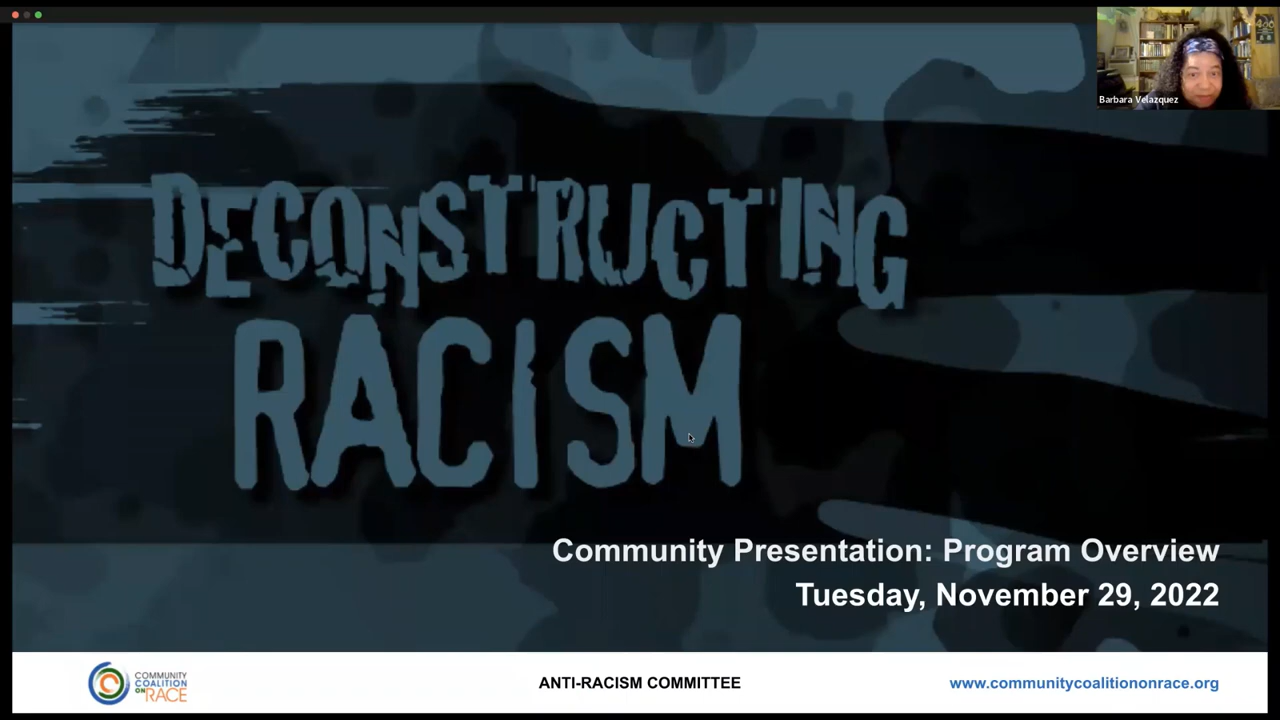 Barbara Velazquez
DECONSTRUCTING
RACISM
Community Presentation: Program Overview
Tuesday, November 29, 2022
COMMUNITY
COALITION
ON RACE
ANTI-RACISM COMMITTEE
www.communitycoalitiononrace.org